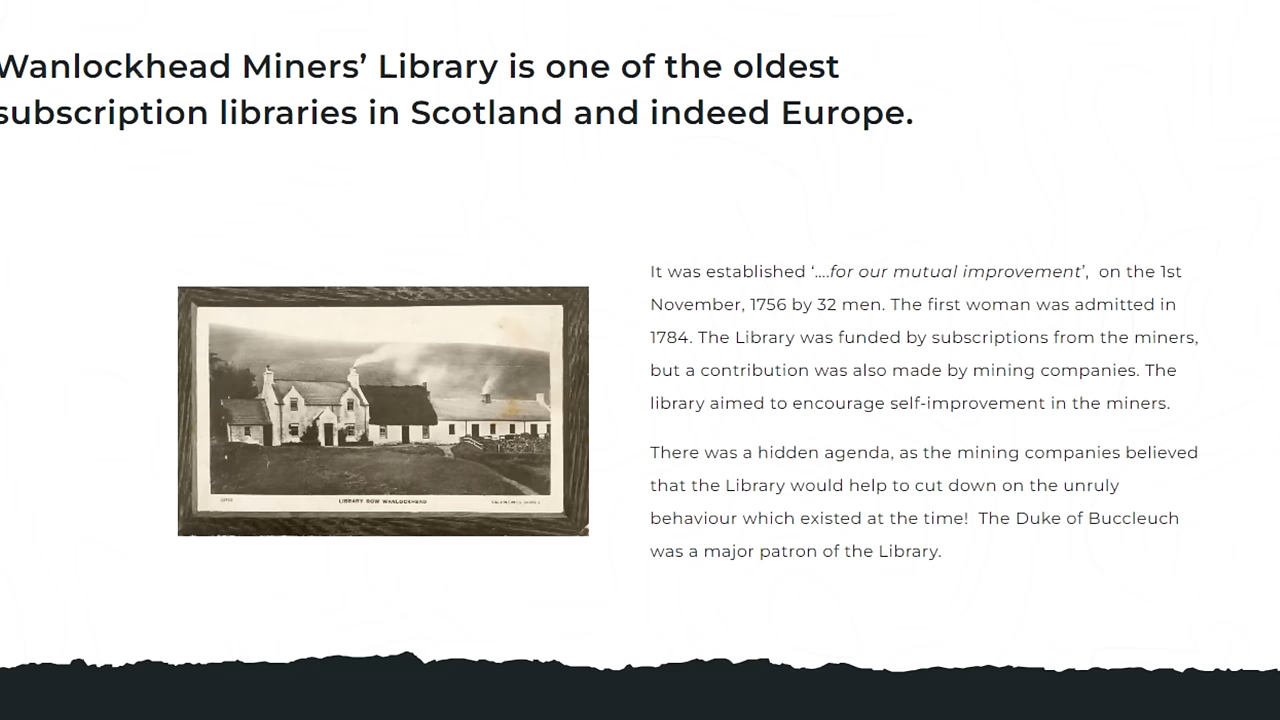 Wanlockhead Miners’ Library is one of the oldest
subscription libraries in Scotland and indeed Europe.
It was established ‘....for our mutual improvement’,  on the 1st
November, 1756 by 32 men. The first woman was admitted in
1784. The Library was funded by subscriptions from the miners,
but a contribution was also made by mining companies. The
library aimed to encourage self-improvement in the miners.
There was a hidden agenda, as the mining companies believed
that the Library would help to cut down on the unruly
behaviour which existed at the time!  The Duke of Buccleuch
was a major patron of the Library.
LIBRARY ROW WANLOCKHEAD